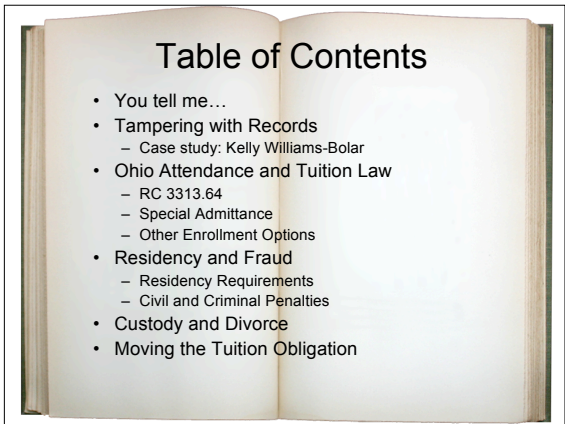 Table of Contents
• You tell me…
• Tampering with Records
– Case study: Kelly Williams-Bolar
• Ohio Attendance and Tuition Law
– RC 3313.64
– Special Admittance
– Other Enrollment Options
• Residency and Fraud
– Residency Requirements
– Civil and Criminal Penalties
• Custody and Divorce
• Moving the Tuition Obligation